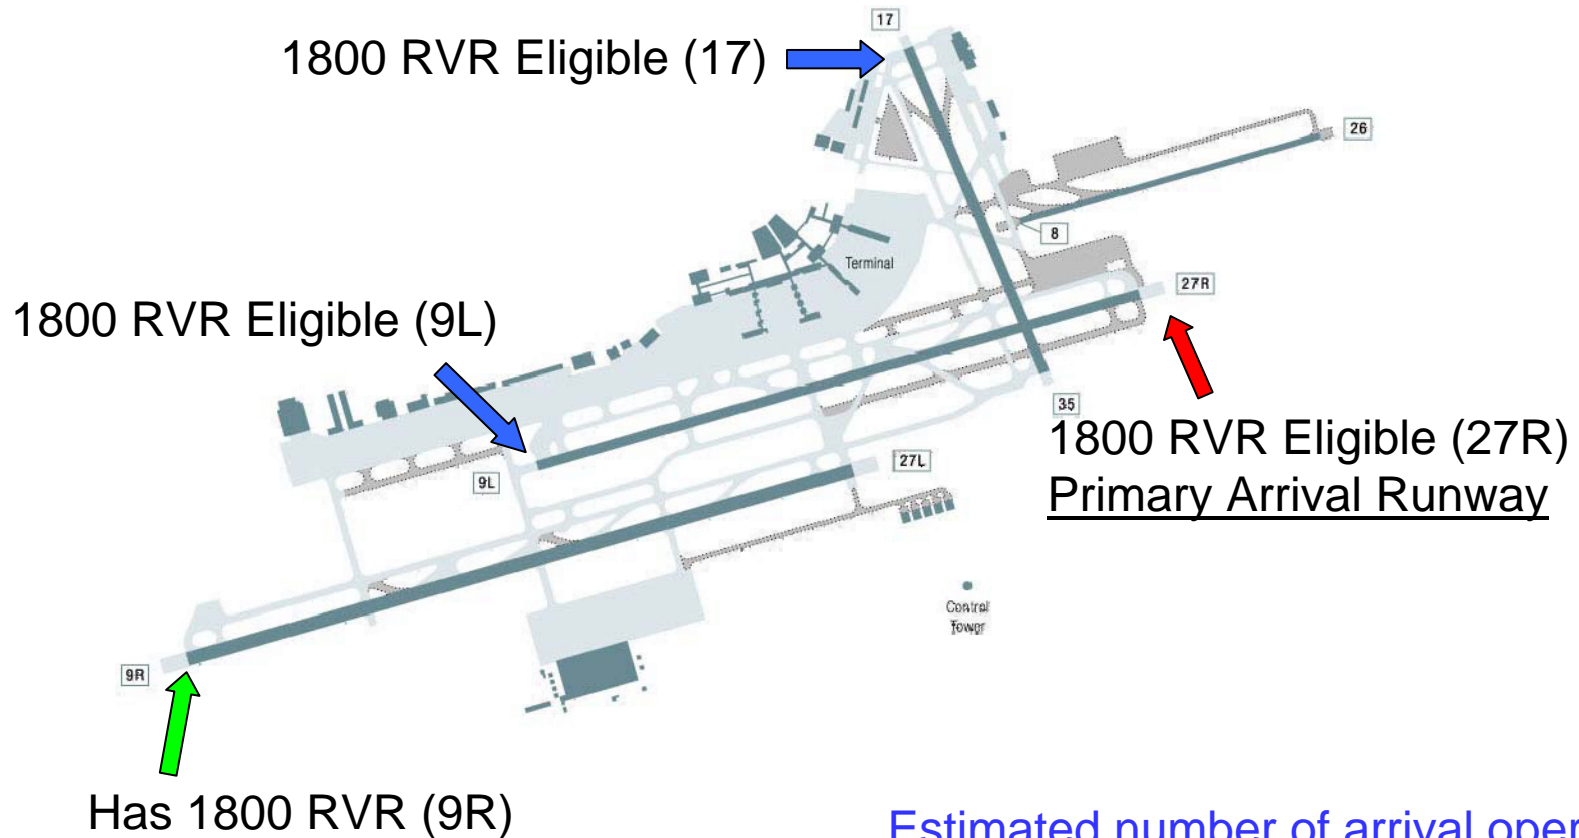 17
1800 RVR Eligible (17)
26
8
Terminal
27R
1800 RVR Eligible (9L)
35
1800 RVR Eligible (27R)
Primary Arrival Runway
27L
9L
Control
Tower
9R
Has 1800 RVR (9R)
Estimated number of arrival oper